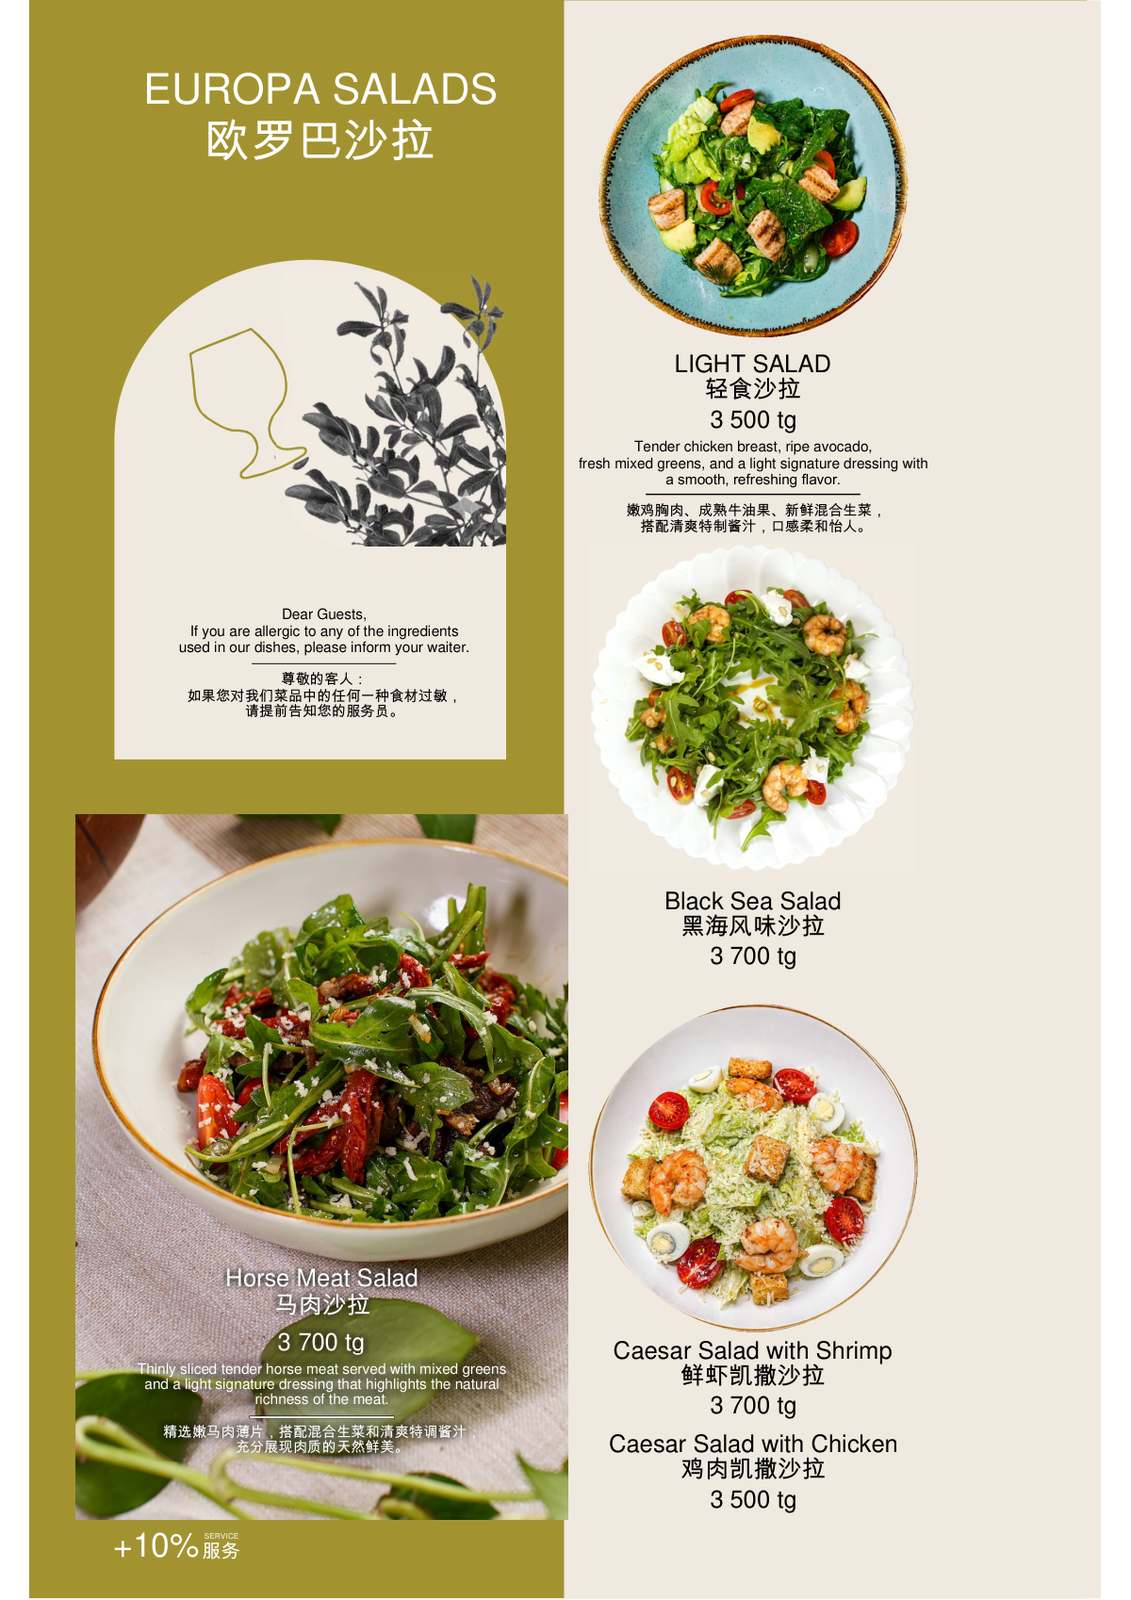 EUROPA SALADS
欧罗巴沙拉
Dear Guests,
If you are allergic to any of the ingredients
used in our dishes, please inform your waiter.
尊敬的客人：
如果您对我们菜品中的任何一种食材过敏，
请提前告知您的服务员。
Horse Meat Salad
马肉沙拉
3 700 tg
Thinly sliced tender horse meat served with mixed greens
and a light signature dressing that highlights the natural
richness of the meat.
精选嫩马肉薄片，搭配混合生菜和清爽特调酱汁，
充分展现肉质的天然鲜美。
+10% SERVICE
服务
LIGHT SALAD
轻食沙拉
3 500 tg
Tender chicken breast, ripe avocado,
fresh mixed greens, and a light signature dressing with
a smooth, refreshing flavor.
嫩鸡胸肉、成熟牛油果、新鲜混合生菜，
搭配清爽特制酱汁，口感柔和怡人。
Black Sea Salad
黑海风味沙拉
3 700 tg
Caesar Salad with Shrimp
鲜虾凯撒沙拉
3 700 tg
Caesar Salad with Chicken
鸡肉凯撒沙拉
3 500 tg